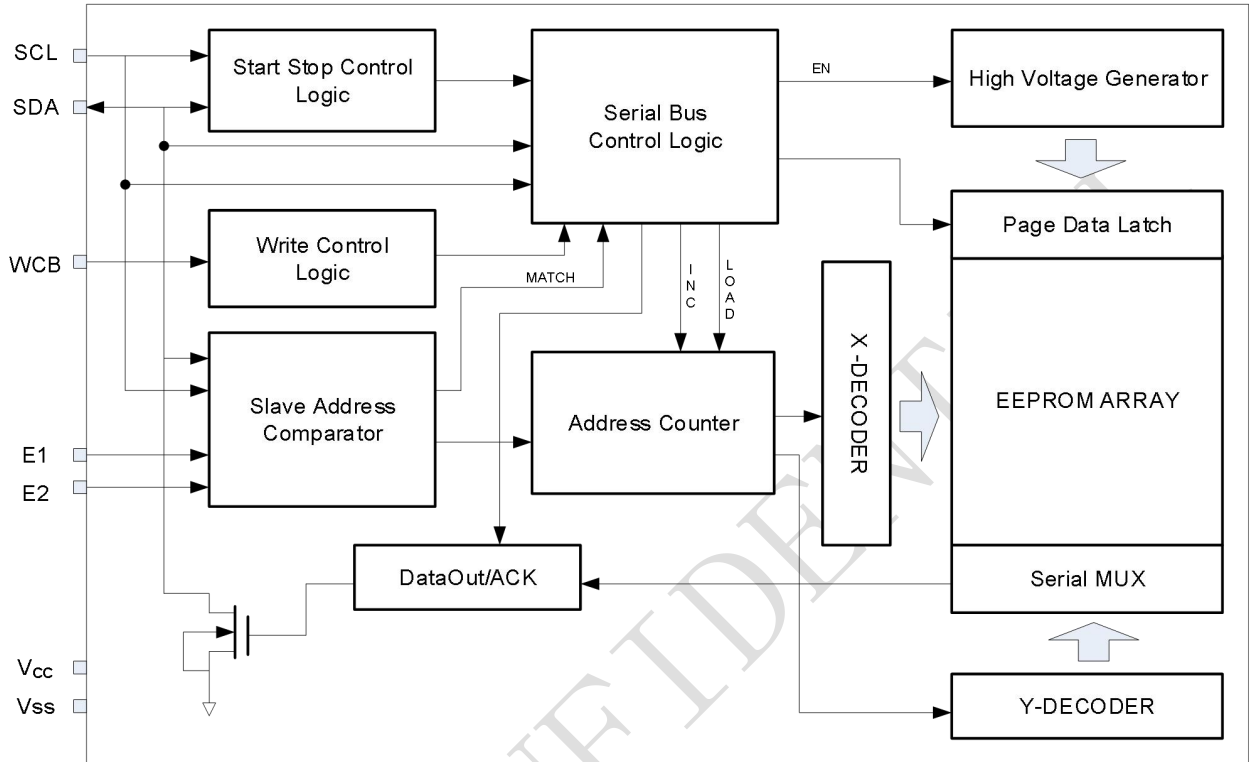 SCL
SDA
WCB
E1
E2
Vcc
Vss
Start Stop Control
Logic
Serial Bus
Control Logic
EN
High Voltage Generator
Write Control
Logic
MATCH
INC
LOAD
Page Data Latch
Slave Address
Comparator
Address Counter
X -DECODER
EEPROM ARRAY
DataOut/ACK
Serial MUX
Y-DECODER